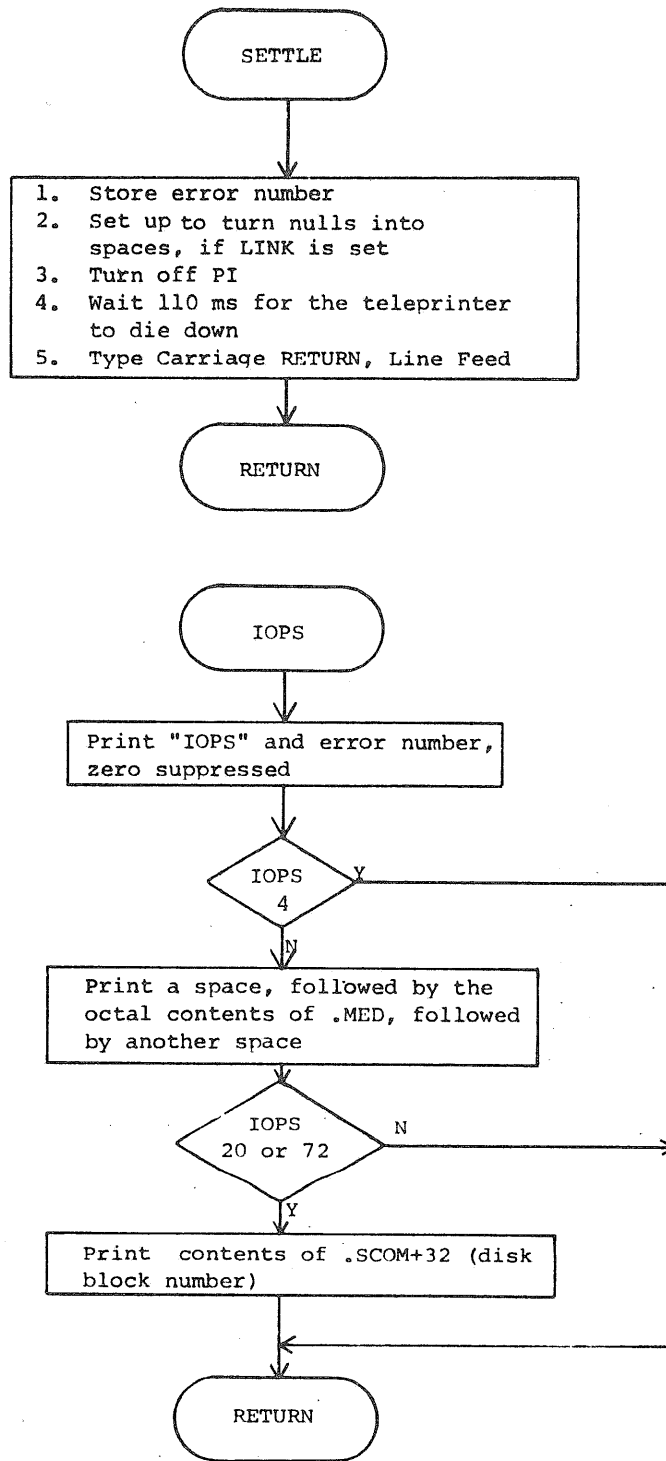 SETTLE
1. Store error number
2. Set up to turn nulls into
spaces, if LINK is set
3. Turn off PI
4. Wait 110 ms for the teleprinter
to die down
5. Type Carriage RETURN, Line Feed
RETURN
IOPS
Print "IOPS" and error number,
zero suppressed
IOPS
4
Y
N
Print a space, followed by the
octal contents of .MED, followed
by another space
IOPS
20 or 72
N
Y
Print contents of .SCOM+32 (disk
block number)
RETURN